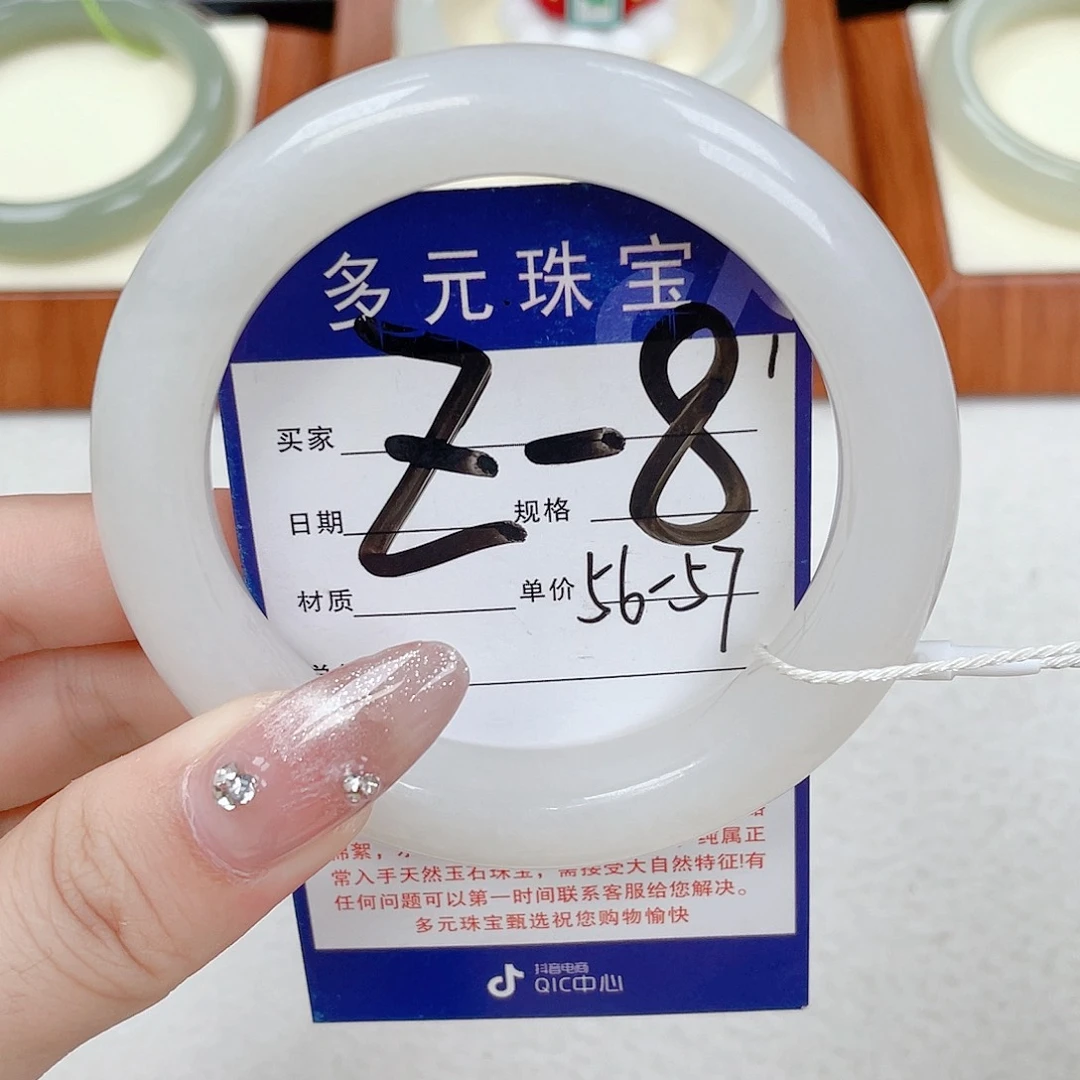 多元珠宝
Z-8
买家
日期 规格
材质 单价 56-57
纯属正
常入手天然玉石珠宝，需接受大自然特征!有
任何问题可以第一时间联系客服给您解决。
多元珠宝甄选祝您购物愉快
抖音电商
QIC中心